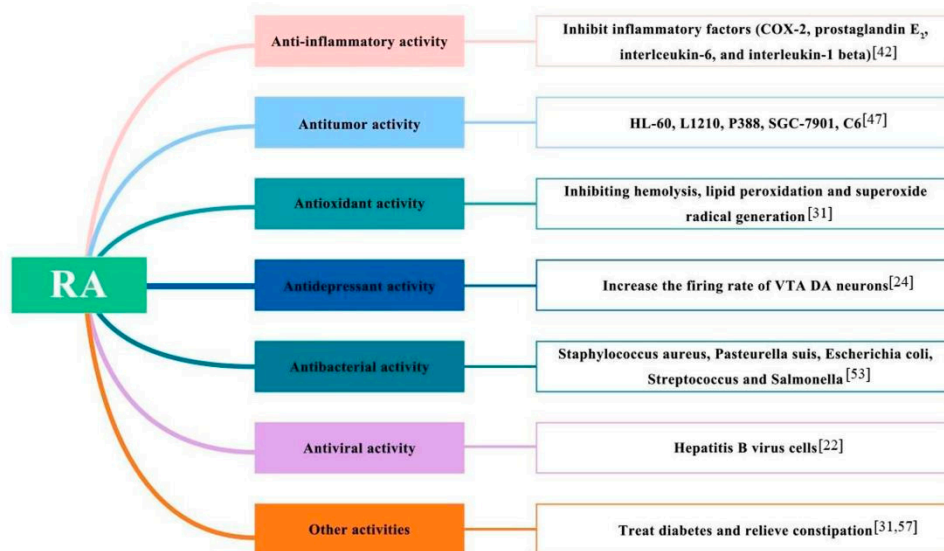 RA
Anti-inflammatory activity
Inhibit inflammatory factors (COX-2, prostaglandin E₂,
interlceukin-6, and interleukin-1 beta)[42]
Antitumor activity
HL-60, L1210, P388, SGC-7901, C6[47]
Antioxidant activity
Inhibiting hemolysis, lipid peroxidation and superoxide
radical generation[31]
Antidepressant activity
Increase the firing rate of VTA DA neurons[24]
Antibacterial activity
Staphylococcus aureus, Pasteurella suis, Escherichia coli,
Streptococcus and Salmonella[53]
Antiviral activity
Hepatitis B virus cells[22]
Other activities
Treat diabetes and relieve constipation[31,57]